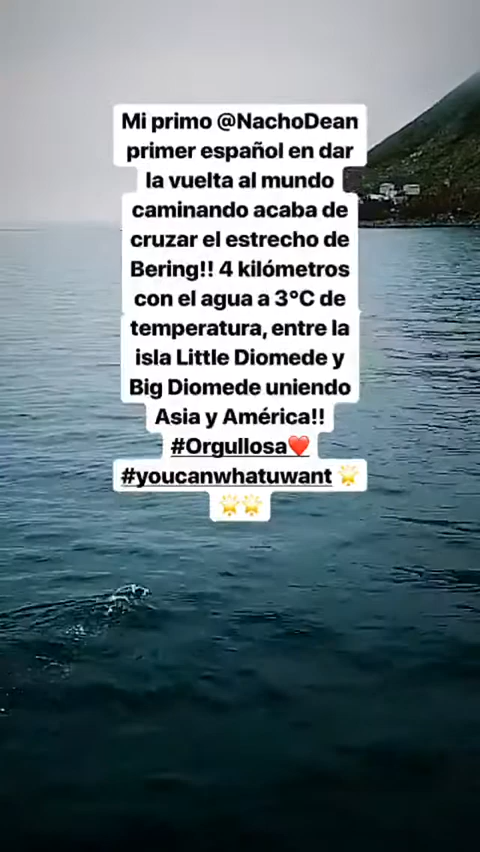 Mi primo @NachoDean
primer español en dar
la vuelta al mundo
caminando acaba de
cruzar el estrecho de
Bering!! 4 kilómetros
con el agua a 3°C de
temperatura, entre la
isla Little Diomede y
Big Diomede uniendo
Asia y América!!
#Orgullosa❤️
#youcanwhatuwant 🌟
🌟🌟